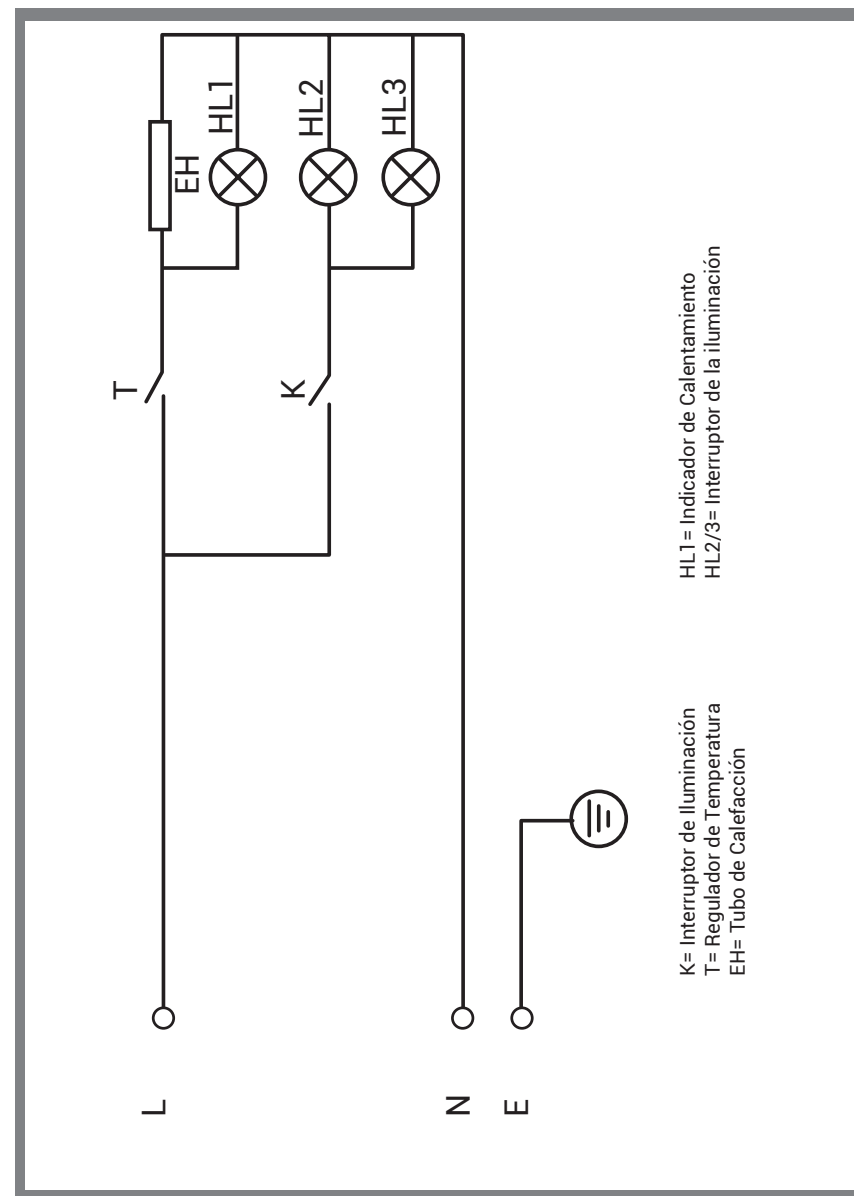 EH
HL1
HL2
HL3
T
K
L
N
E
K= Interruptor de Iluminación
T= Regulador de Temperatura
EH= Tubo de Calefacción
HL1= Indicador de Calentamiento
HL2/3= Interruptor de la iluminación